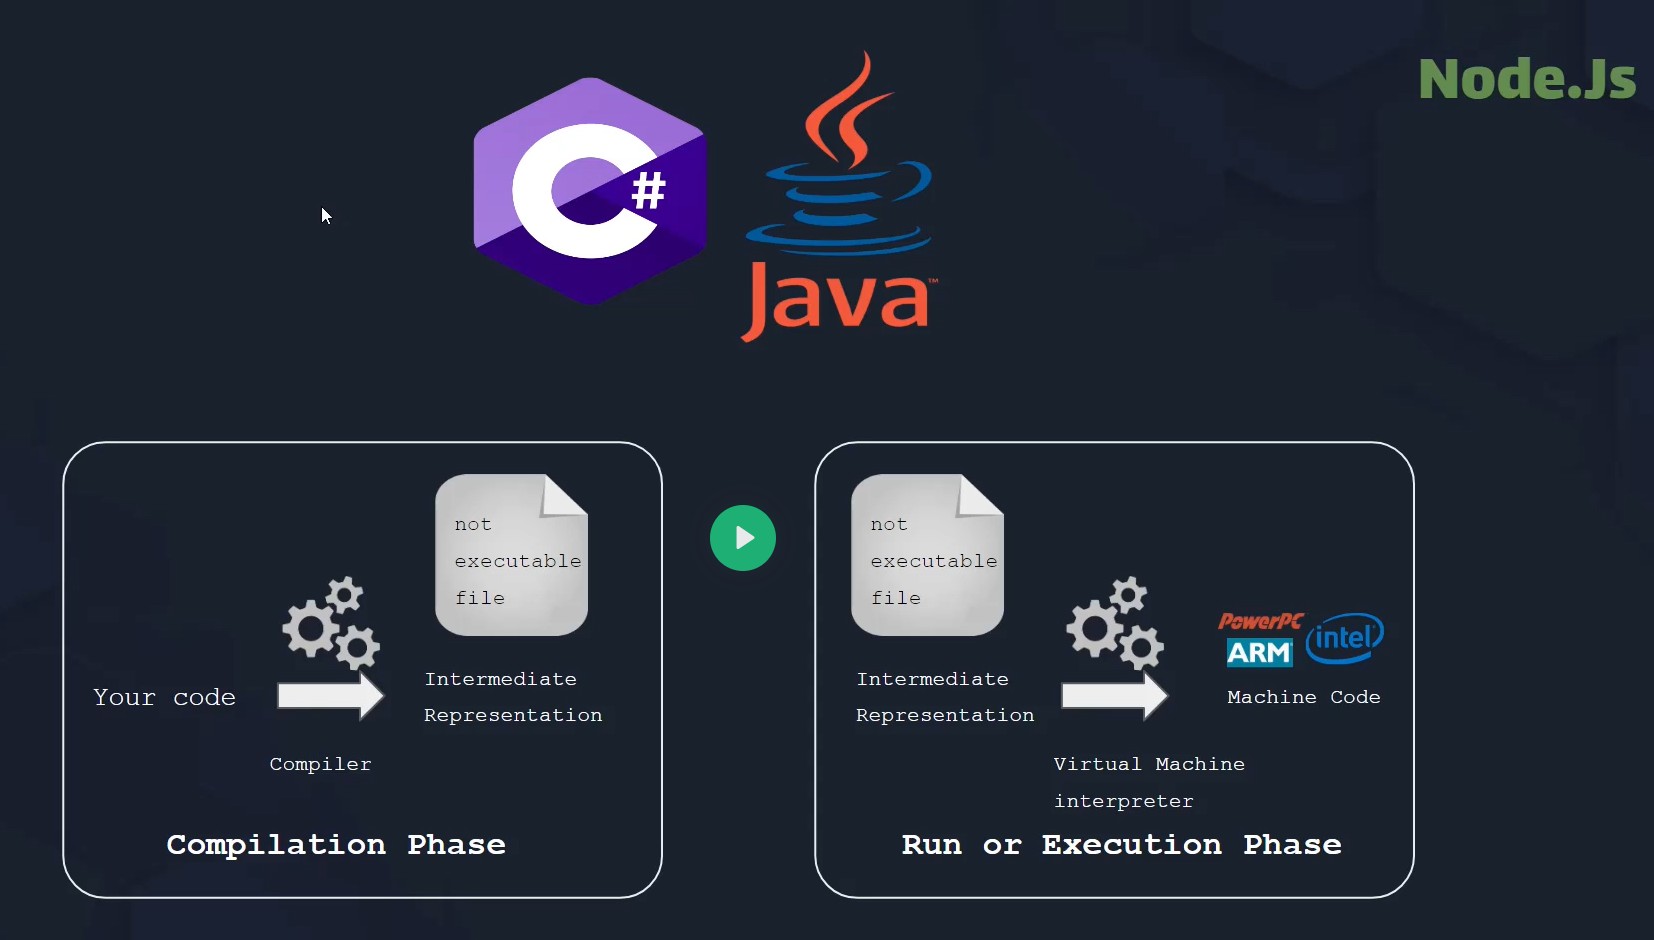 Node.Js
C#
Java™
not
executable
file
Your code
Compiler
Intermediate
Representation
Compilation Phase
not
executable
file
Intermediate
Representation
PowerPC
ARM
intel
Machine Code
Virtual Machine
interpreter
Run or Execution Phase